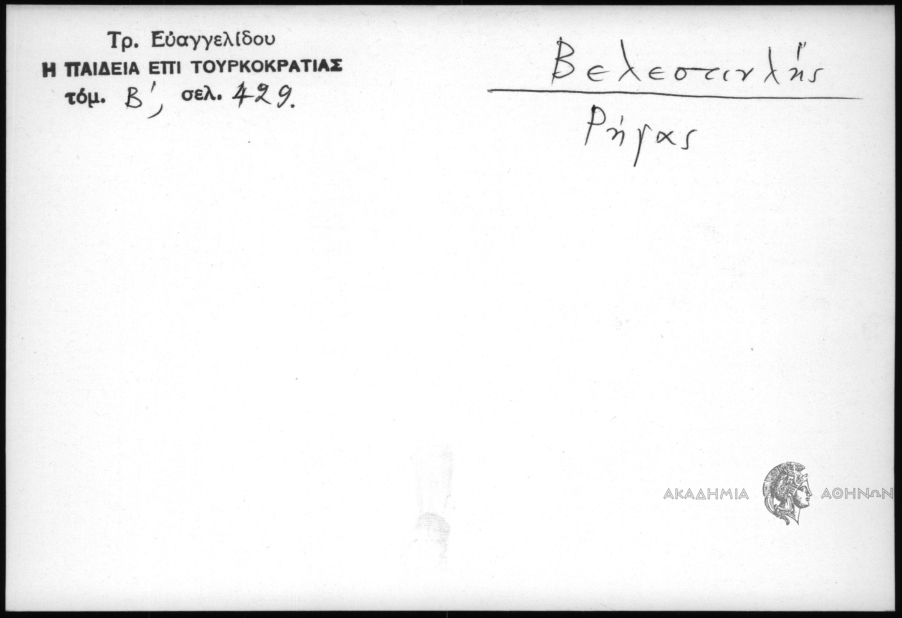 Τρ. Εὐαγγελίδου
Η ΠΑΙΔΕΙΑ ΕΠΙ ΤΟΥΡΚΟΚΡΑΤΙΑΣ
τόμ. Β', σελ. 429.
Βελεστινλής
Ρήγας
ΑΚΑΔΗΜΙΑ ΑΘΗΝΩΝ